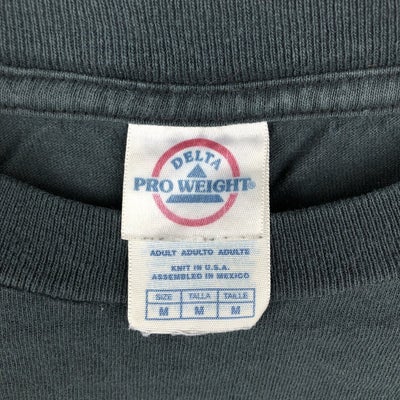 DELTA
PRO WEIGHT®
ADULT ADULTO ADULTE
KNIT IN U.S.A.
ASSEMBLED IN MEXICO
SIZE TALLA TAILLE
M M M